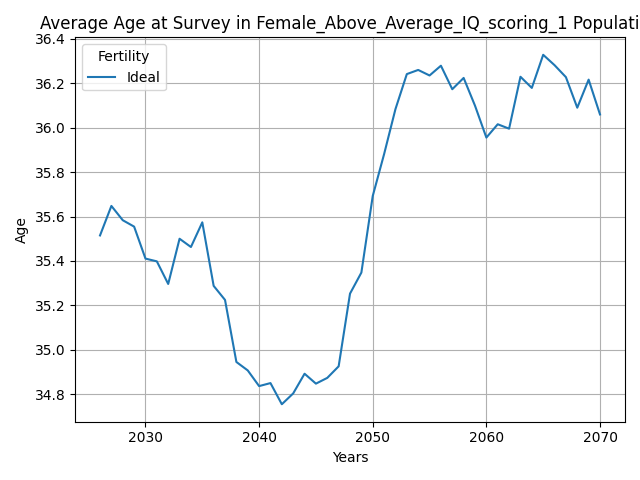 Average Age at Survey in Female_Above_Average_IQ_scoring_1 Populati
Fertility
Ideal
36.4
36.2
36.0
35.8
35.6
35.4
35.2
35.0
34.8
Age
2030 2040 2050 2060 2070
Years